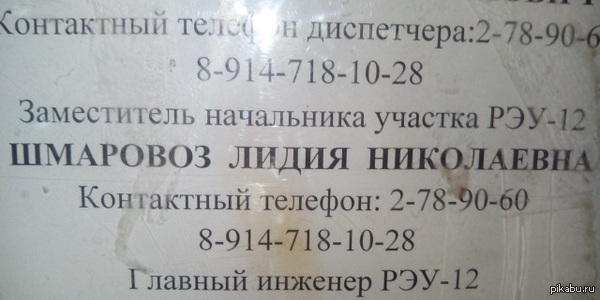 Контактный телефон диспетчера:2-78-90-6
8-914-718-10-28
Заместитель начальника участка РЭУ-12
ШМАРОВОЗ ЛИДИЯ НИКОЛАЕВНА
Контактный телефон: 2-78-90-60
8-914-718-10-28
Главный инженер РЭУ-12
pikabu.ru